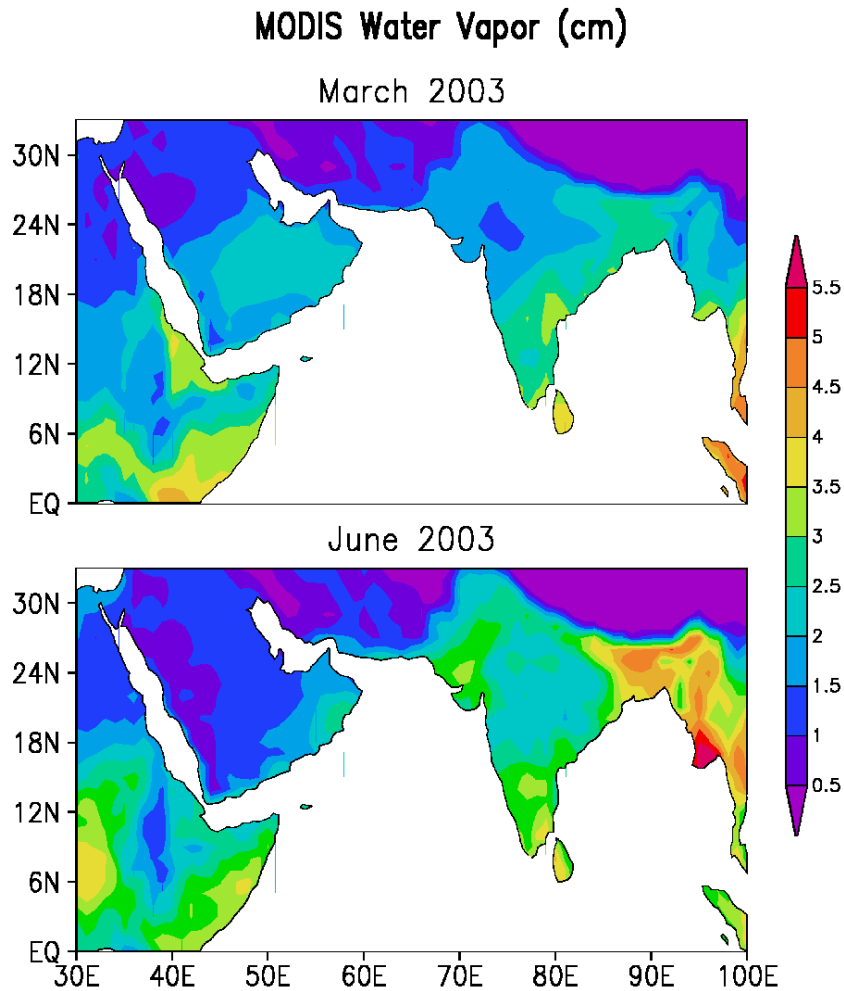 MODIS Water Vapor (cm)
March 2003
30N
24N
18N
12N
6N
EQ
June 2003
30N
24N
18N
12N
6N
EQ
30E 40E 50E 60E 70E 80E 90E 100E
5.5
5
4.5
4
3.5
3
2.5
2
1.5
1
0.5